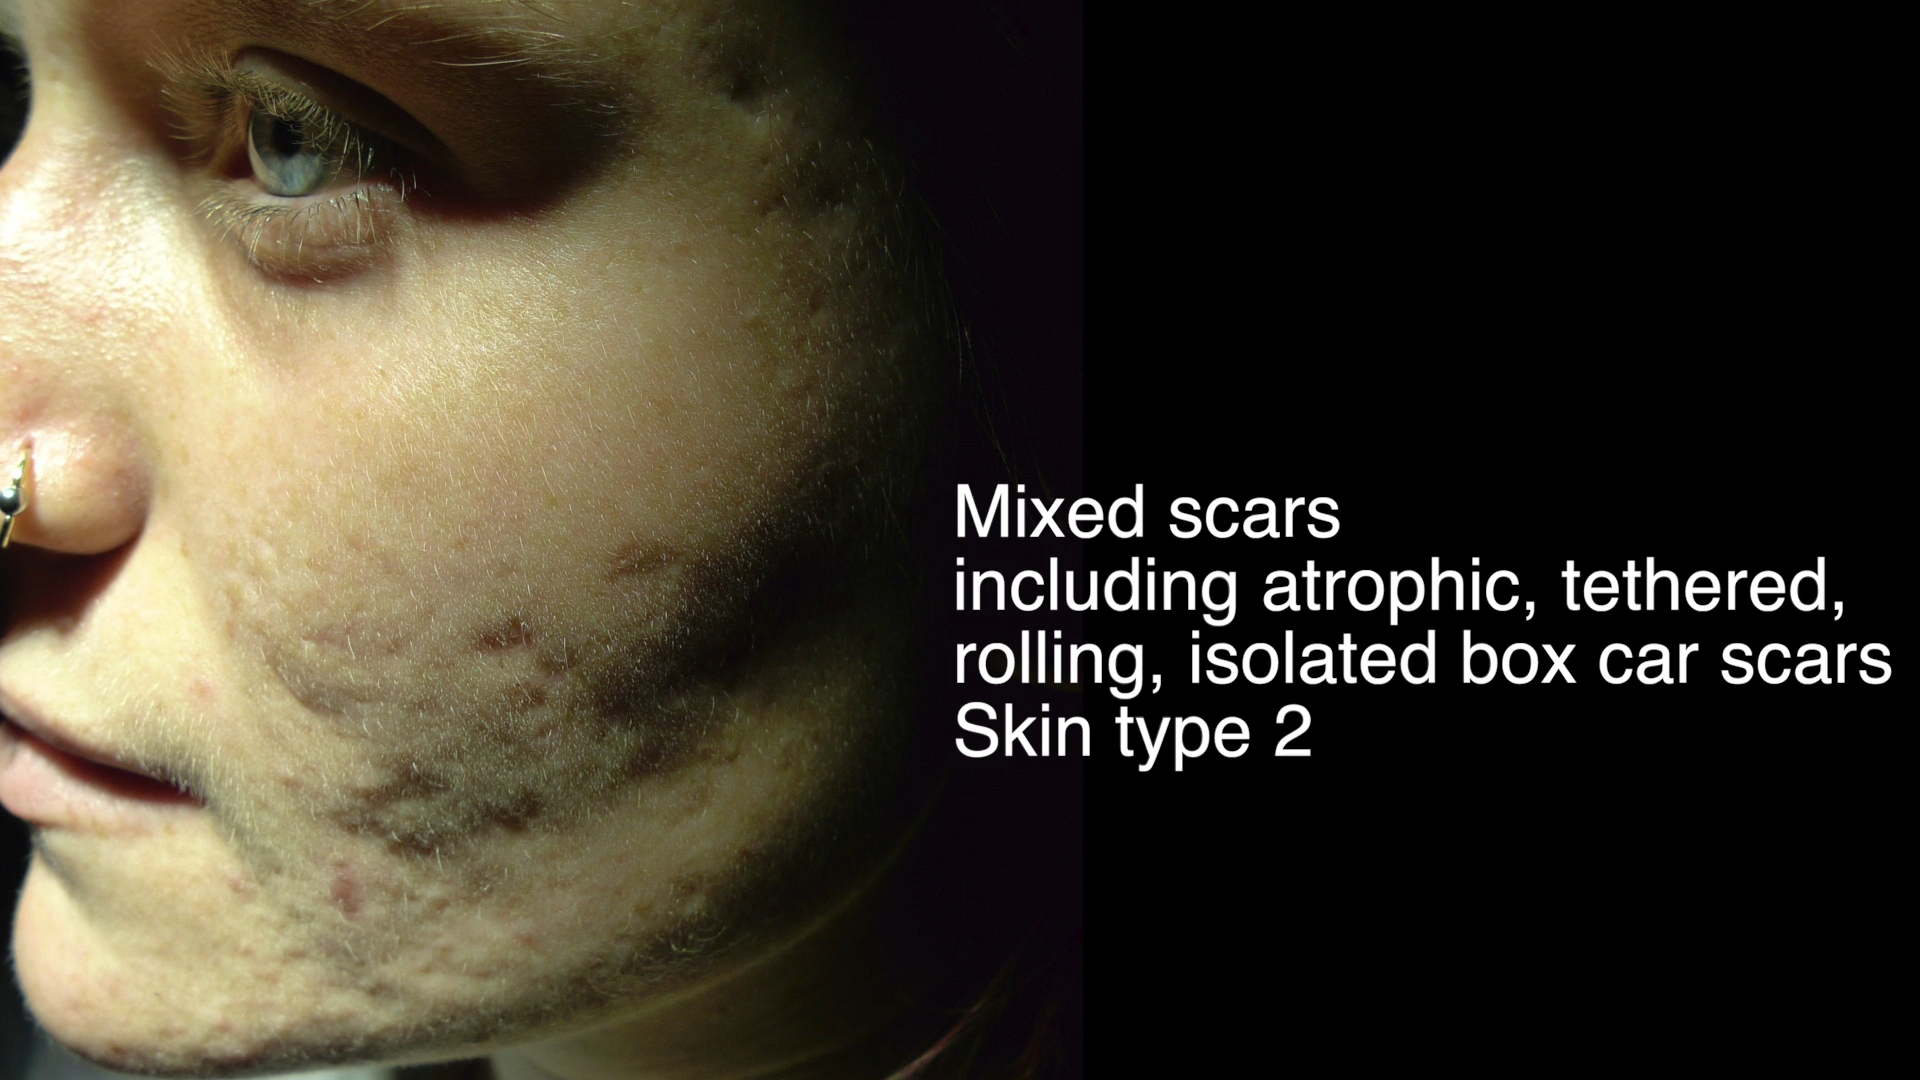 Mixed scars
including atrophic, tethered,
rolling, isolated box car scars
Skin type 2